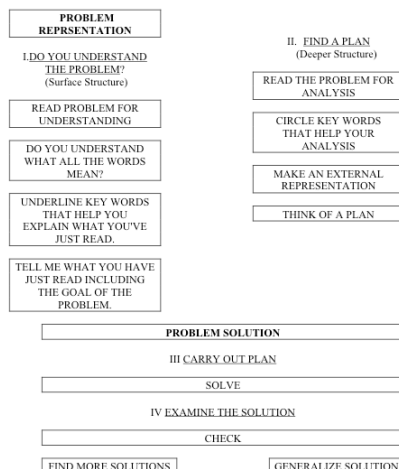 PROBLEM
REPRSENTATION
I.DO YOU UNDERSTAND
THE PROBLEM?
(Surface Structure)
READ PROBLEM FOR
UNDERSTANDING
DO YOU UNDERSTAND
WHAT ALL THE WORDS
MEAN?
UNDERLINE KEY WORDS
THAT HELP YOU
EXPLAIN WHAT YOU'VE
JUST READ.
TELL ME WHAT YOU HAVE
JUST READ INCLUDING
THE GOAL OF THE
PROBLEM.
II. FIND A PLAN
(Deeper Structure)
READ THE PROBLEM FOR
ANALYSIS
CIRCLE KEY WORDS
THAT HELP YOUR
ANALYSIS
MAKE AN EXTERNAL
REPRESENTATION
THINK OF A PLAN
PROBLEM SOLUTION
III CARRY OUT PLAN
SOLVE
IV EXAMINE THE SOLUTION
CHECK
FIND MORE SOLUTIONS
GENERALIZE SOLUTION